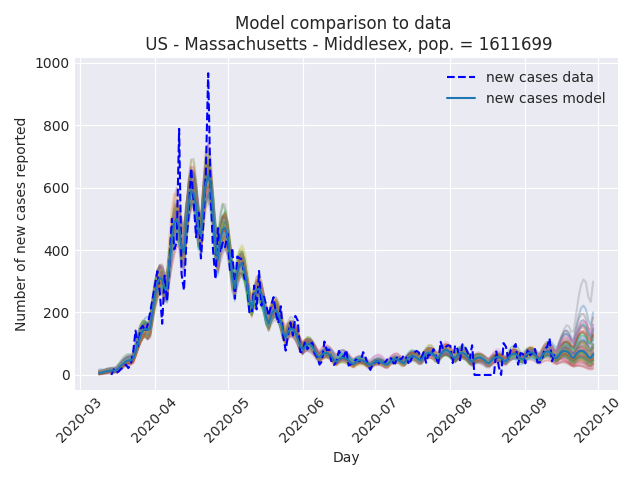 Model comparison to data
US - Massachusetts - Middlesex, pop. = 1611699
new cases data
new cases model
Number of new cases reported
1000
800
600
400
200
0
2020-03
2020-04
2020-05
2020-06
2020-07
2020-08
2020-09
2020-10
Day